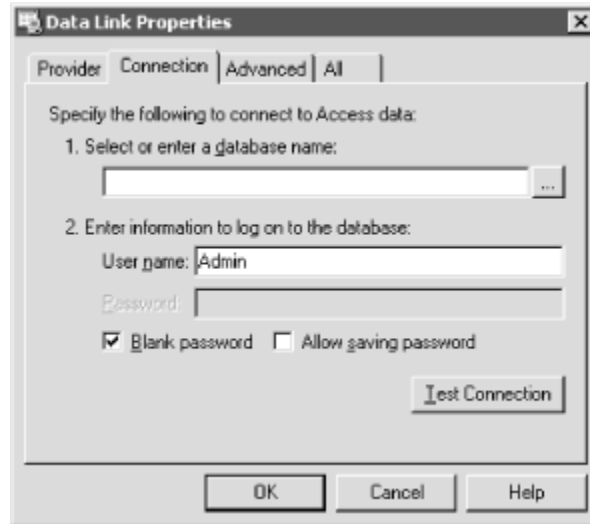 Data Link Properties
Provider Connection Advanced All
Specify the following to connect to Access data:
1. Select or enter a database name:
...
2. Enter information to log on to the database:
User name: Admin
Password:
Blank password Allow saving password
Test Connection
OK Cancel Help